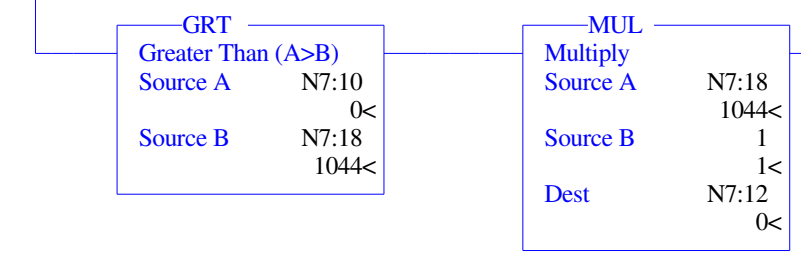 GRT
Greater Than (A>B)
Source A N7:10
0<
Source B N7:18
1044<
MUL
Multiply
Source A N7:18
1044<
Source B 1
1<
Dest N7:12
0<